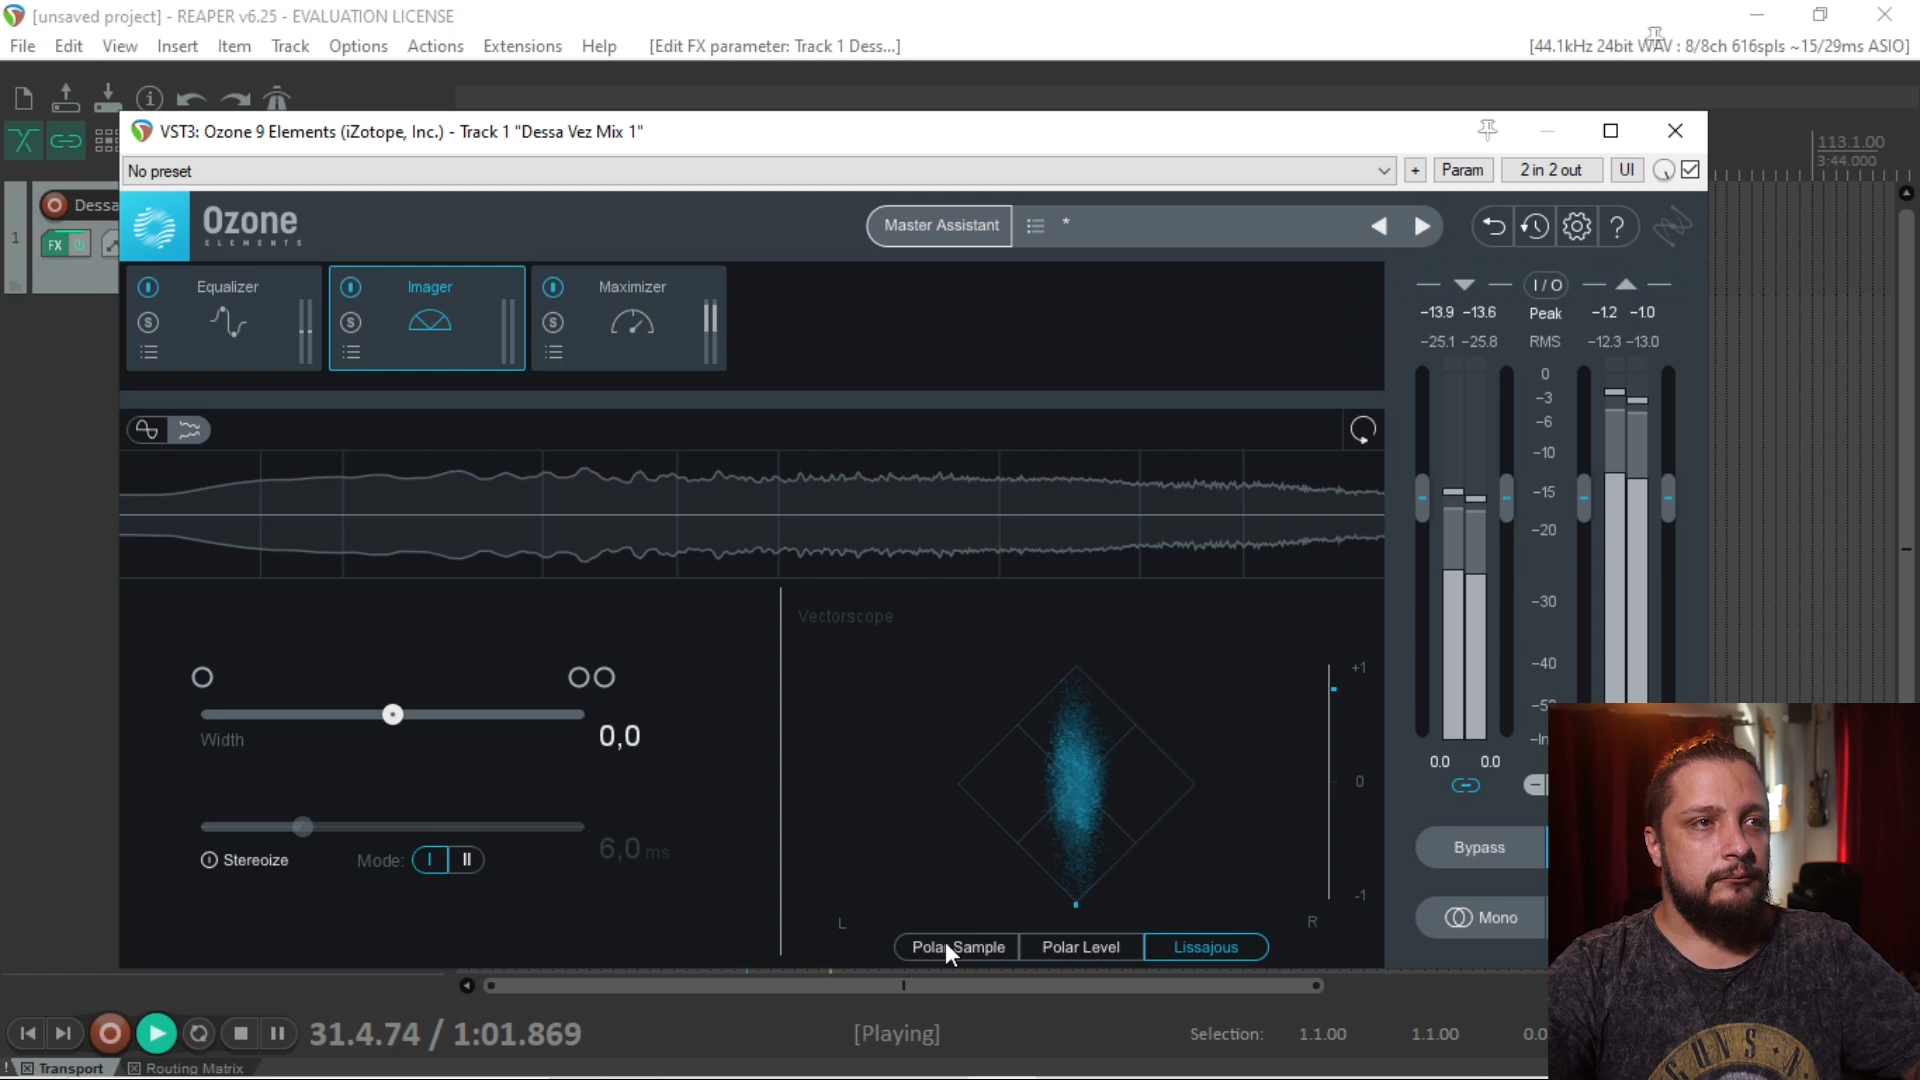 [unsaved project] - REAPER v6.25 - EVALUATION LICENSE
File Edit View Insert Item Track Options Actions Extensions Help [Edit FX parameter: Track 1 Dess...] [44.1kHz 24bit WAV : 8/8ch 616spls ~15/29ms ASIO]
VST3: Ozone 9 Elements (iZotope, Inc.) - Track 1 "Dessa Vez Mix 1"
113.1.00
3:44.000
No preset + Param 2 in 2 out UI
Dessa
1 FX
Ozone
ELEMENTS
Master Assistant * ?
Equalizer Imager Maximizer
S S S
I / O
-13.9 -13.6 Peak -1.2 -1.0
-25.1 -25.8 RMS -12.3 -13.0
0
-3
-6
-10
-15
-20
-30
-40
Vectorscope
+1
0
-1
Width 0,0
Stereoize Mode: I II 6,0 ms
L R
Polar Sample Polar Level Lissajous
0.0 0.0
Bypass
Mono
31.4.74 / 1:01.869 [Playing] Selection: 1.1.00 1.1.00
! Transport Routing Matrix